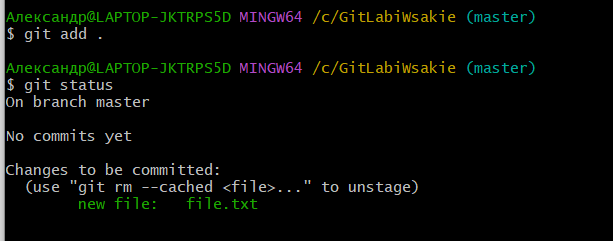 Александр@LAPTOP-JKTRPS5D MINGW64 /c/GitLabiWsakie (master)
$ git add .
Александр@LAPTOP-JKTRPS5D MINGW64 /c/GitLabiWsakie (master)
$ git status
On branch master
No commits yet
Changes to be committed:
  (use "git rm --cached <file>..." to unstage)
        new file:   file.txt